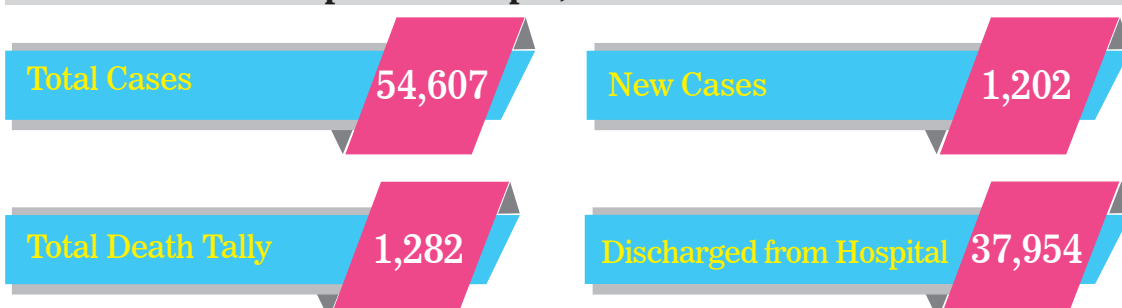 Total Cases 54,607
New Cases 1,202
Total Death Tally 1,282
Discharged from Hospital 37,954